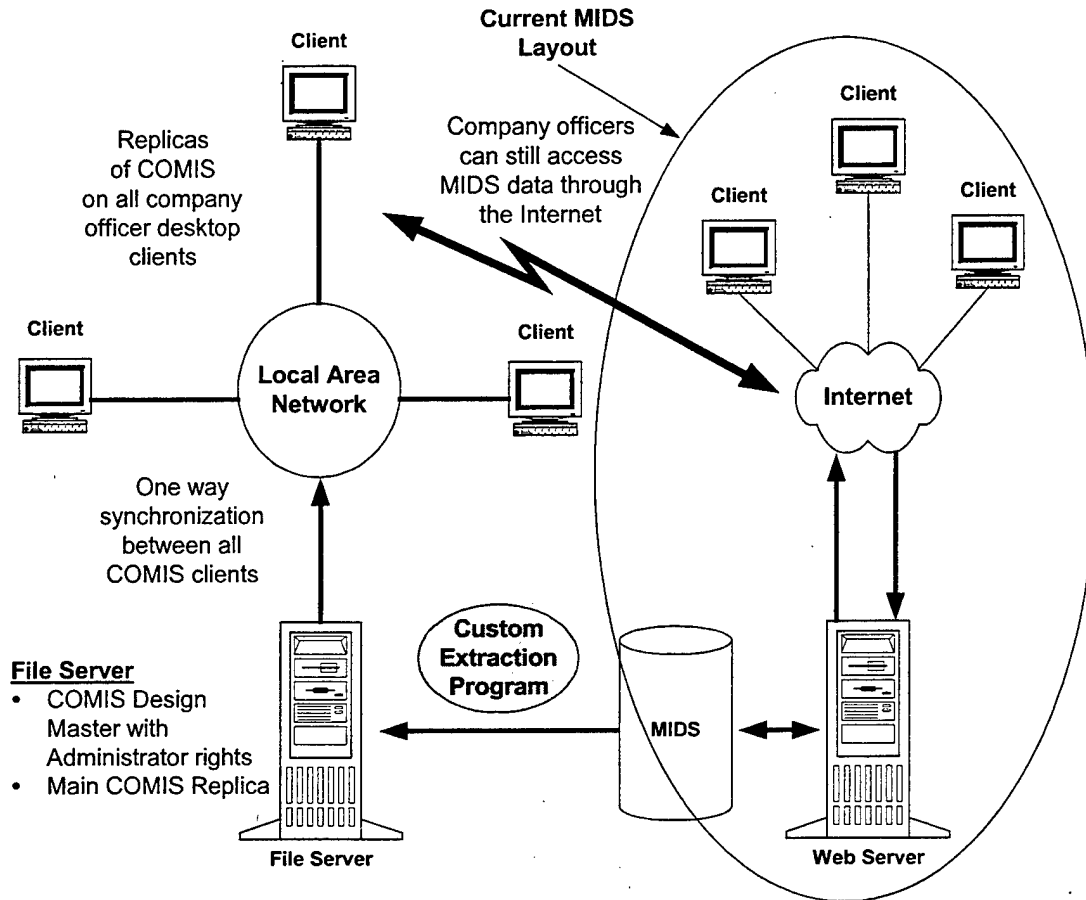 Current MIDS
Layout
Client
Client
Replicas
of COMIS
on all company
officer desktop
clients
Company officers
can still access
MIDS data through
the Internet
Client
Client
Client
Client
Local Area
Network
Internet
One way
synchronization
between all
COMIS clients
Custom
Extraction
Program
File Server
• COMIS Design
Master with
Administrator rights
• Main COMIS Replica
MIDS
File Server
Web Server